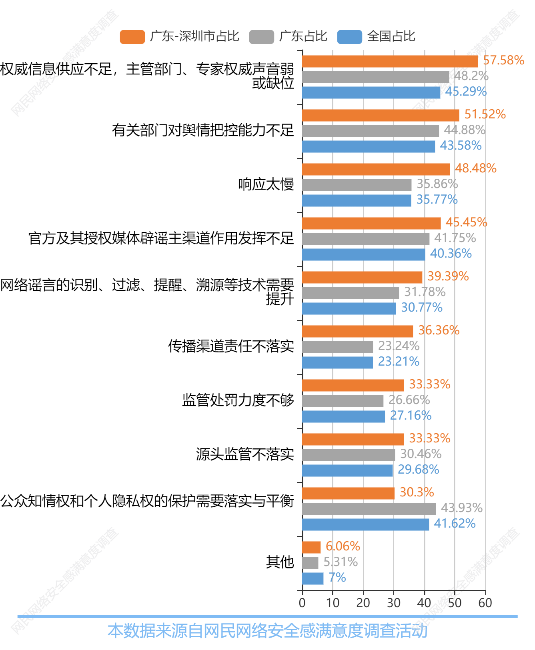 广东-深圳市占比 广东占比 全国占比
权威信息供应不足，主管部门、专家权威声音弱
或缺位
57.58%
48.2%
45.29%
有关部门对舆情把控能力不足
51.52%
44.88%
43.58%
响应太慢
48.48%
35.86%
35.77%
官方及其授权媒体辟谣主渠道作用发挥不足
45.45%
41.75%
40.36%
网络谣言的识别、过滤、提醒、溯源等技术需要
提升
39.39%
31.78%
30.77%
传播渠道责任不落实
36.36%
23.24%
23.21%
监管处罚力度不够
33.33%
26.66%
27.16%
源头监管不落实
33.33%
30.46%
29.68%
公众知情权和个人隐私权的保护需要落实与平衡
30.3%
43.93%
41.62%
其他
6.06%
5.31%
7%
0 10 20 30 40 50 60
本数据来源自网民网络安全感满意度调查活动